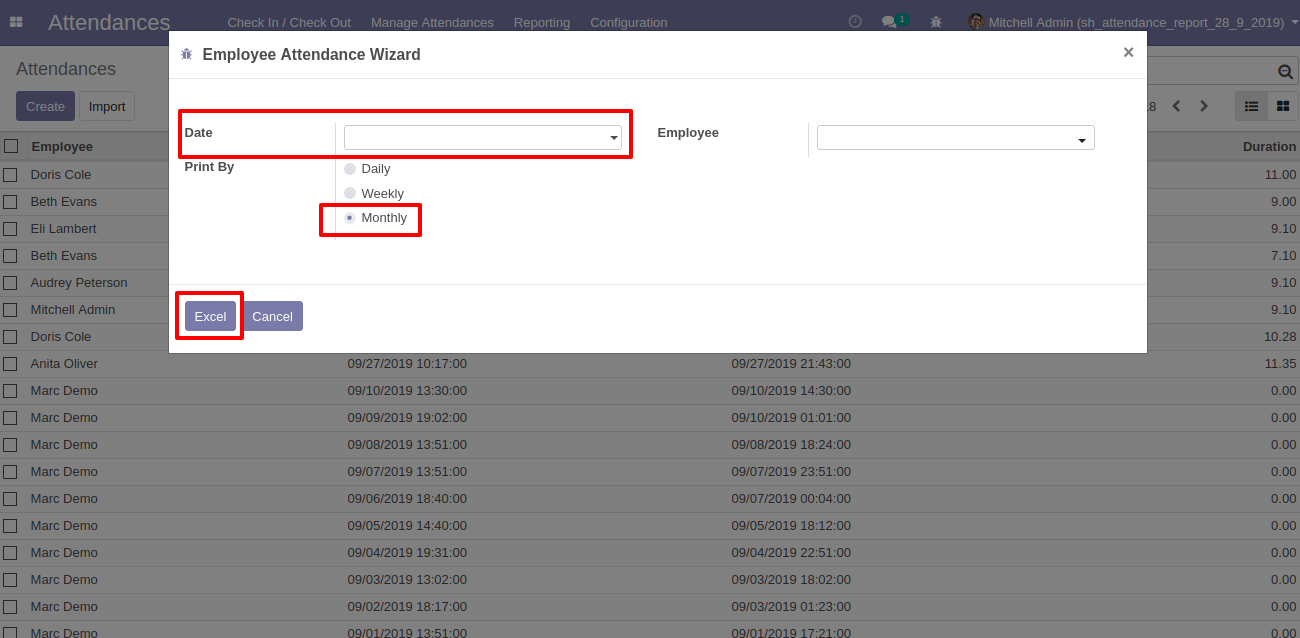 Attendances Check In / Check Out Manage Attendances Reporting Configuration 1 Mitchell Admin (sh_attendance_report_28_9_2019)
Attendances
Employee Attendance Wizard ×
Create Import
Date Employee
Print By
Daily
Weekly
Monthly
Excel Cancel
Employee Duration
Doris Cole 11.00
Beth Evans 9.00
Eli Lambert 9.10
Beth Evans 7.10
Audrey Peterson 9.10
Mitchell Admin 9.10
Doris Cole 10.28
Anita Oliver 09/27/2019 10:17:00 09/27/2019 21:43:00 11.35
Marc Demo 09/10/2019 13:30:00 09/10/2019 14:30:00 0.00
Marc Demo 09/09/2019 19:02:00 09/10/2019 01:01:00 0.00
Marc Demo 09/08/2019 13:51:00 09/08/2019 18:24:00 0.00
Marc Demo 09/07/2019 13:51:00 09/07/2019 23:51:00 0.00
Marc Demo 09/06/2019 18:40:00 09/07/2019 00:04:00 0.00
Marc Demo 09/05/2019 14:40:00 09/05/2019 18:12:00 0.00
Marc Demo 09/04/2019 19:31:00 09/04/2019 22:51:00 0.00
Marc Demo 09/03/2019 13:02:00 09/03/2019 18:02:00 0.00
Marc Demo 09/02/2019 18:17:00 09/03/2019 01:23:00 0.00
Marc Demo 09/01/2019 13:51:00 09/01/2019 17:21:00 0.00